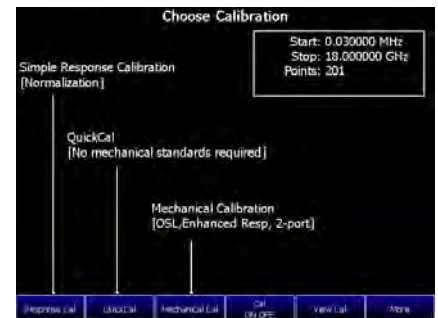 Choose Calibration
Start: 0.030000 MHz
Stop: 18.000000 GHz
Points: 201
Simple Response Calibration
[Normalization]
QuickCal
[No mechanical standards required]
Mechanical Calibration
[OSL,Enhanced Resp, 2-port]
Response Cal
QuickCal
Mechanical Cal
Cal
ON OFF
View Cal
More